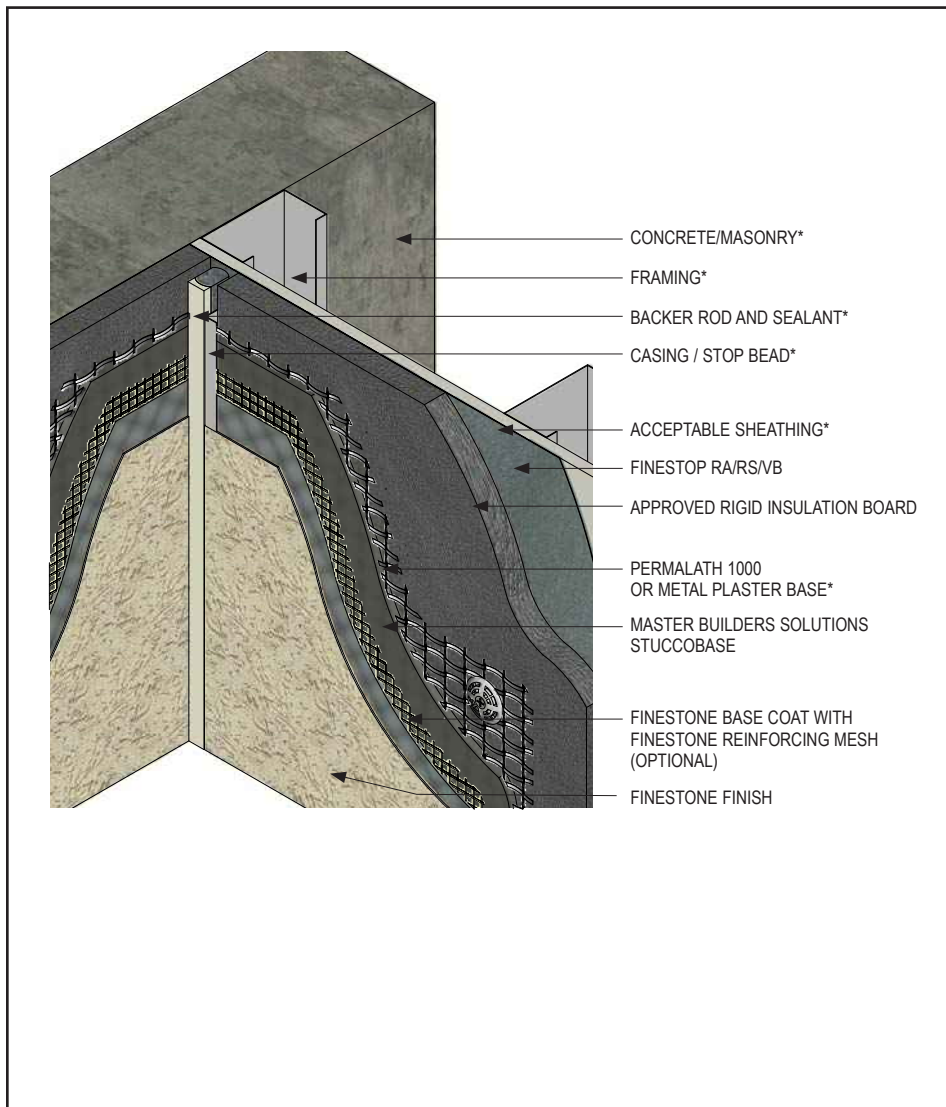 CONCRETE/MASONRY*
FRAMING*
BACKER ROD AND SEALANT*
CASING / STOP BEAD*
ACCEPTABLE SHEATHING*
FINESTOP RA/RS/VB
APPROVED RIGID INSULATION BOARD
PERMALATH 1000
OR METAL PLASTER BASE*
MASTER BUILDERS SOLUTIONS
STUCCOBASE
FINESTONE BASE COAT WITH
FINESTONE REINFORCING MESH
(OPTIONAL)
FINESTONE FINISH